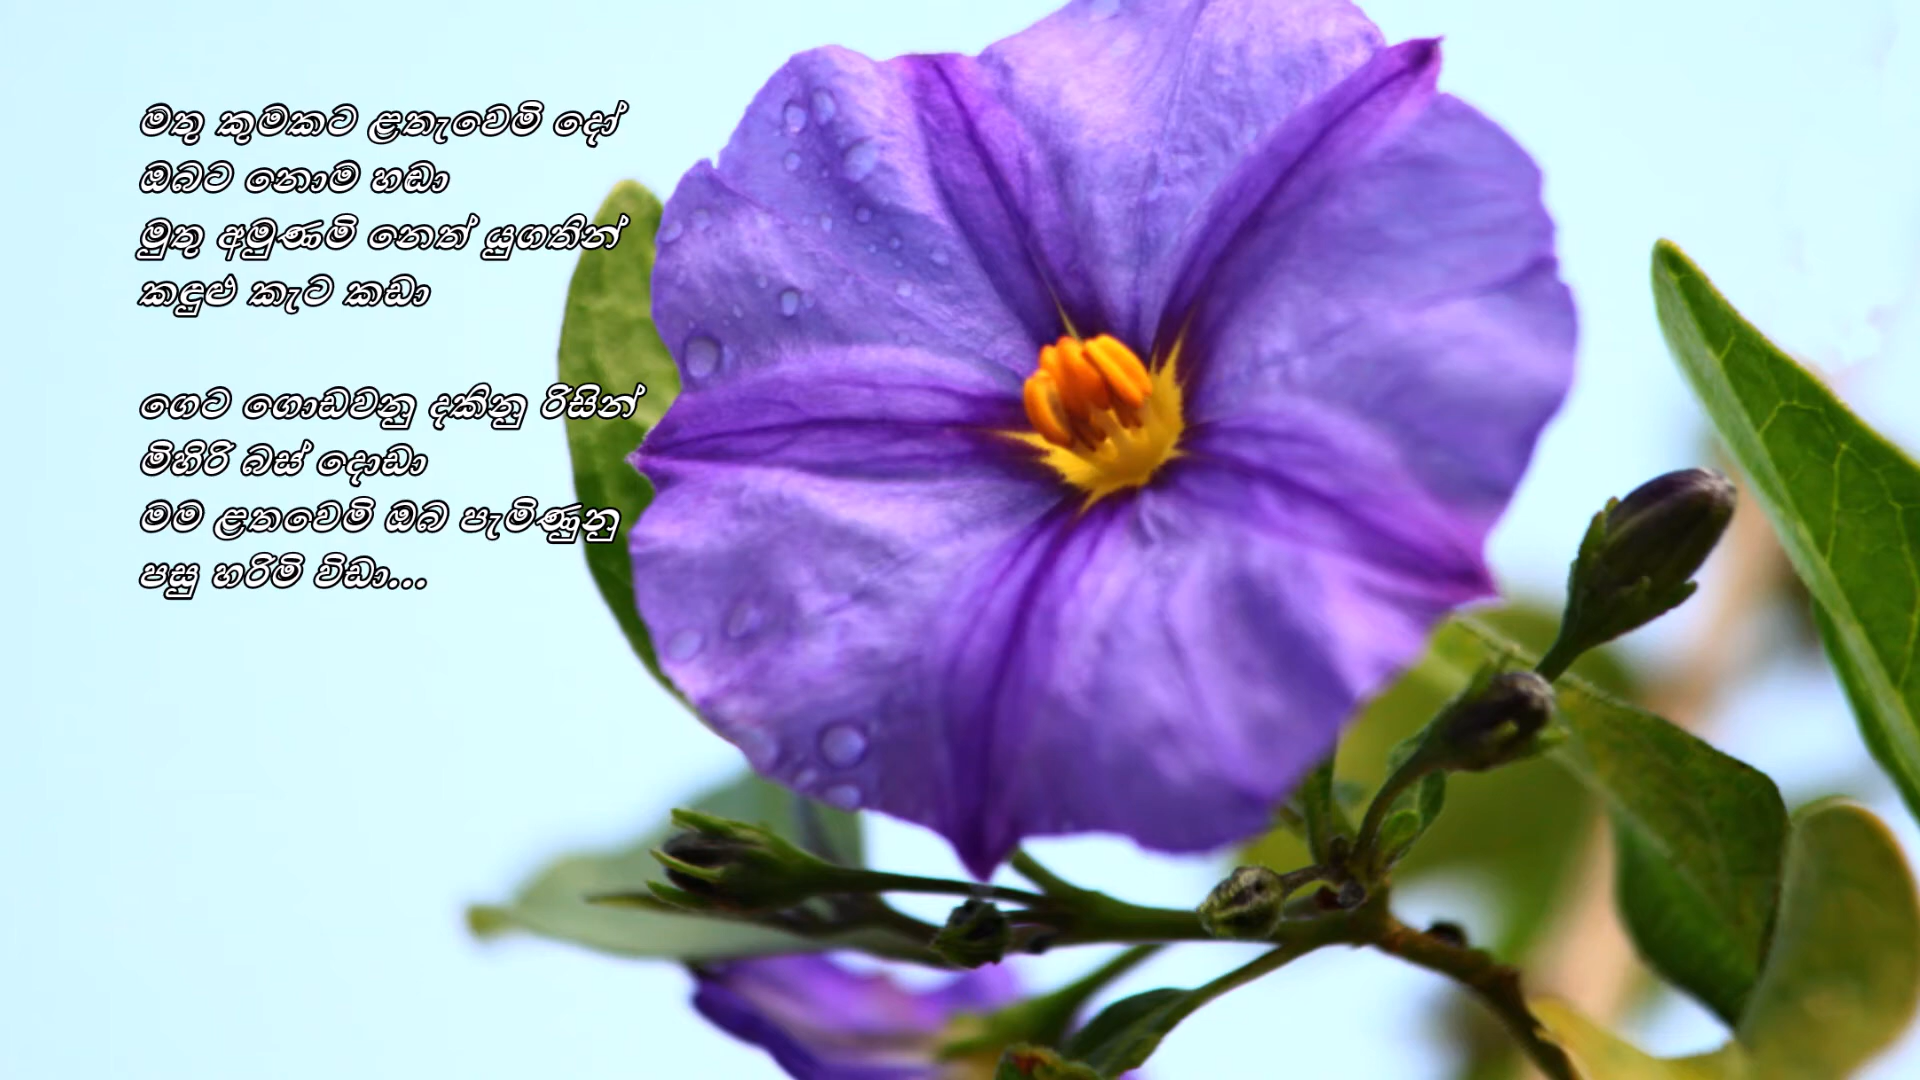 මතු කුමකට ළතැවෙමි දෝ
ඔබට නොම හඬා
මුතු අමුණමි නෙත් යුගතින්
කඳුළු කැට කඩා
ගෙට ගොඩවනු දකිනු රිසින්
මිහිරි බස් දොඩා
මම ළතවෙමි ඔබ පැමිණුනු
පසු හරිමි විඩා...